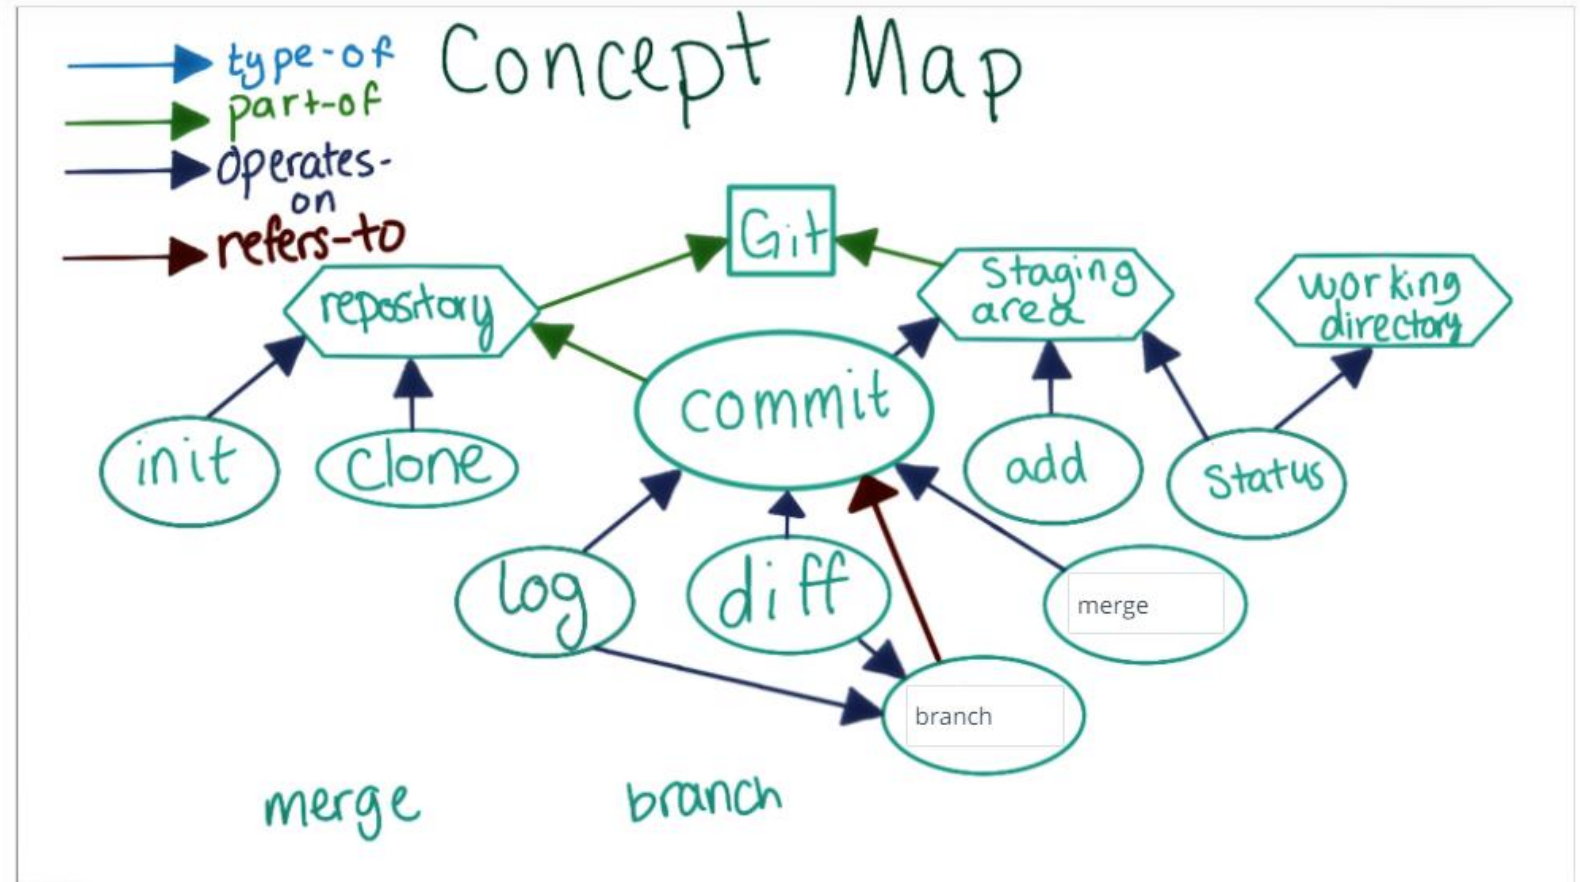 Concept Map
type-of
part-of
operates-
on
refers-to
Git
repository
Staging
area
working
directory
commit
init
clone
add
Status
log
diff
merge
branch
merge
branch